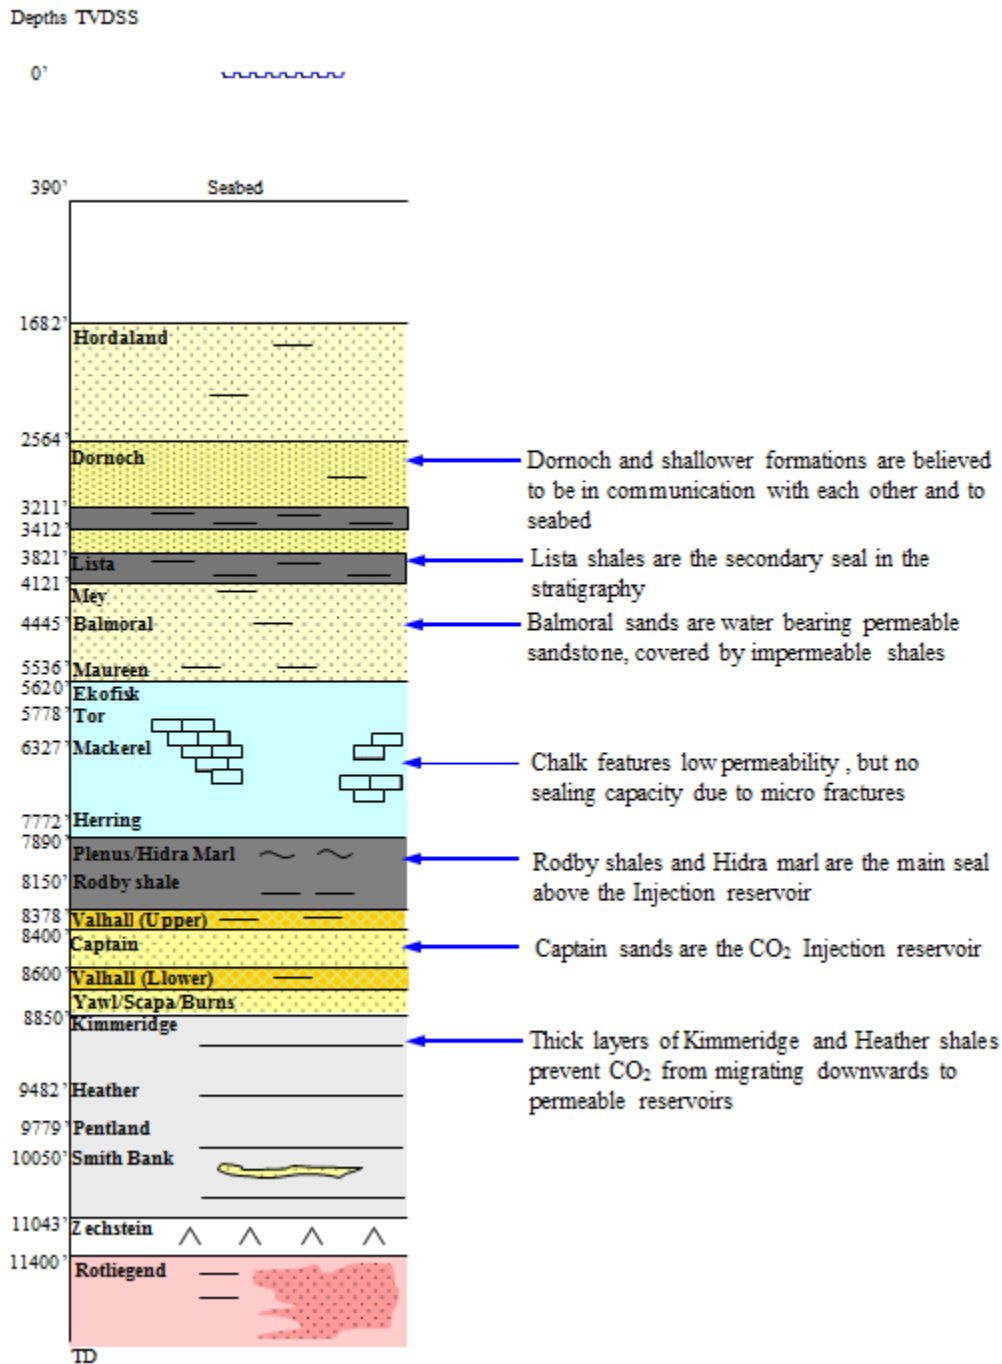 Depths TVDSS
0'
390'
Seabed
1682'
Hordaland
2564'
Dornoch
Dornoch and shallower formations are believed
to be in communication with each other and to
seabed
3211'
3412'
3821'
Lista
Lista shales are the secondary seal in the
stratigraphy
4121'
Mey
4445'
Balmoral
Balmoral sands are water bearing permeable
sandstone, covered by impermeable shales
5536'
Maureen
5620'
Ekofisk
5778'
Tor
6327'
Mackerel
Chalk features low permeability , but no
sealing capacity due to micro fractures
7772'
Herring
7890'
Plenus/Hidra Marl
Rodby shales and Hidra marl are the main seal
above the Injection reservoir
8150'
Rodby shale
8378'
Valhall (Upper)
8400'
Captain
Captain sands are the CO2 Injection reservoir
8600'
Valhall (Llower)
Yawl/Scapa/Burns
8850'
Kimmeridge
Thick layers of Kimmeridge and Heather shales
prevent CO2 from migrating downwards to
permeable reservoirs
9482'
Heather
9779'
Pentland
10050'
Smith Bank
11043'
Zechstein
11400'
Rotliegend
TD